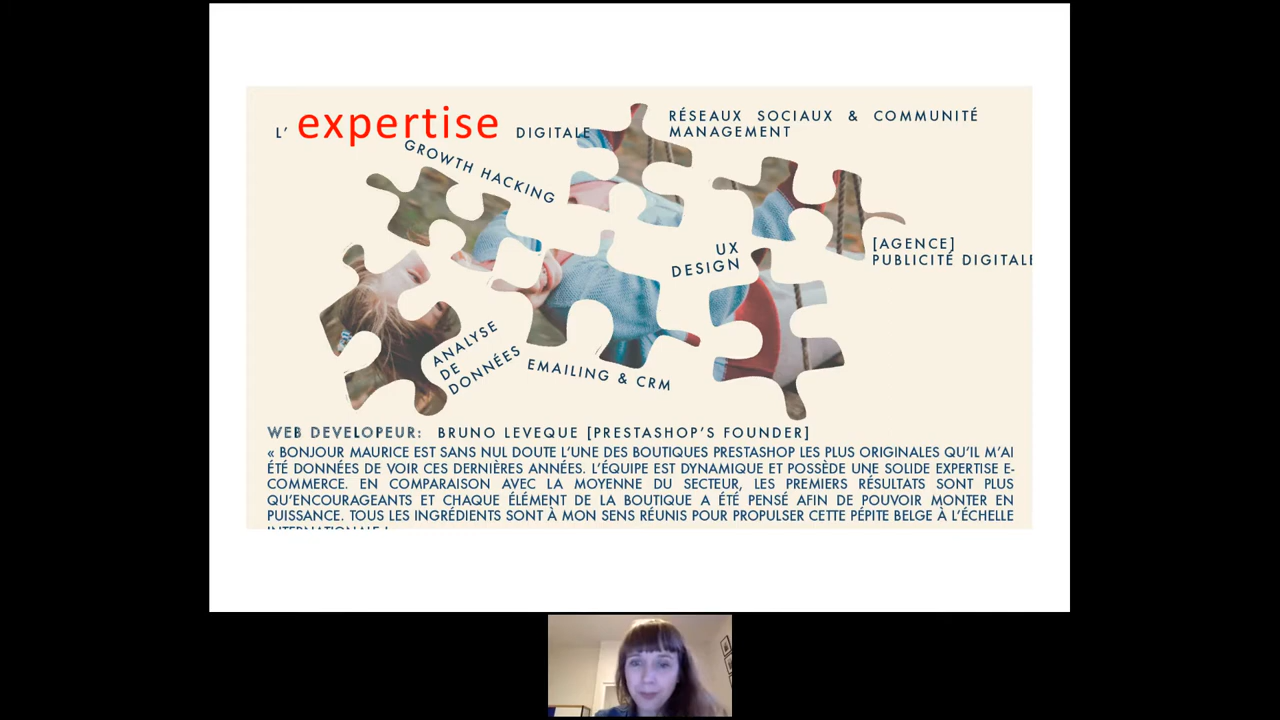 L’ expertise DIGITALE
RÉSEAUX SOCIAUX & COMMUNITÉ
MANAGEMENT
GROWTH HACKING
UX
DESIGN
[AGENCE]
PUBLICITÉ DIGITALE
ANALYSE
DE
DONNÉES
EMAILING & CRM
WEB DEVELOPEUR: BRUNO LEVEQUE [PRESTASHOP’S FOUNDER]
« BONJOUR MAURICE EST SANS NUL DOUTE L’UNE DES BOUTIQUES PRESTASHOP LES PLUS ORIGINALES QU’IL M’AI
ÉTÉ DONNÉES DE VOIR CES DERNIÈRES ANNÉES. L’ÉQUIPE EST DYNAMIQUE ET POSSÈDE UNE SOLIDE EXPERTISE E-
COMMERCE. EN COMPARAISON AVEC LA MOYENNE DU SECTEUR, LES PREMIERS RÉSULTATS SONT PLUS
QU’ENCOURAGEANTS ET CHAQUE ÉLÉMENT DE LA BOUTIQUE A ÉTÉ PENSÉ AFIN DE POUVOIR MONTER EN
PUISSANCE. TOUS LES INGRÉDIENTS SONT À MON SENS RÉUNIS POUR PROPULSER CETTE PÉPITE BELGE À L’ÉCHELLE